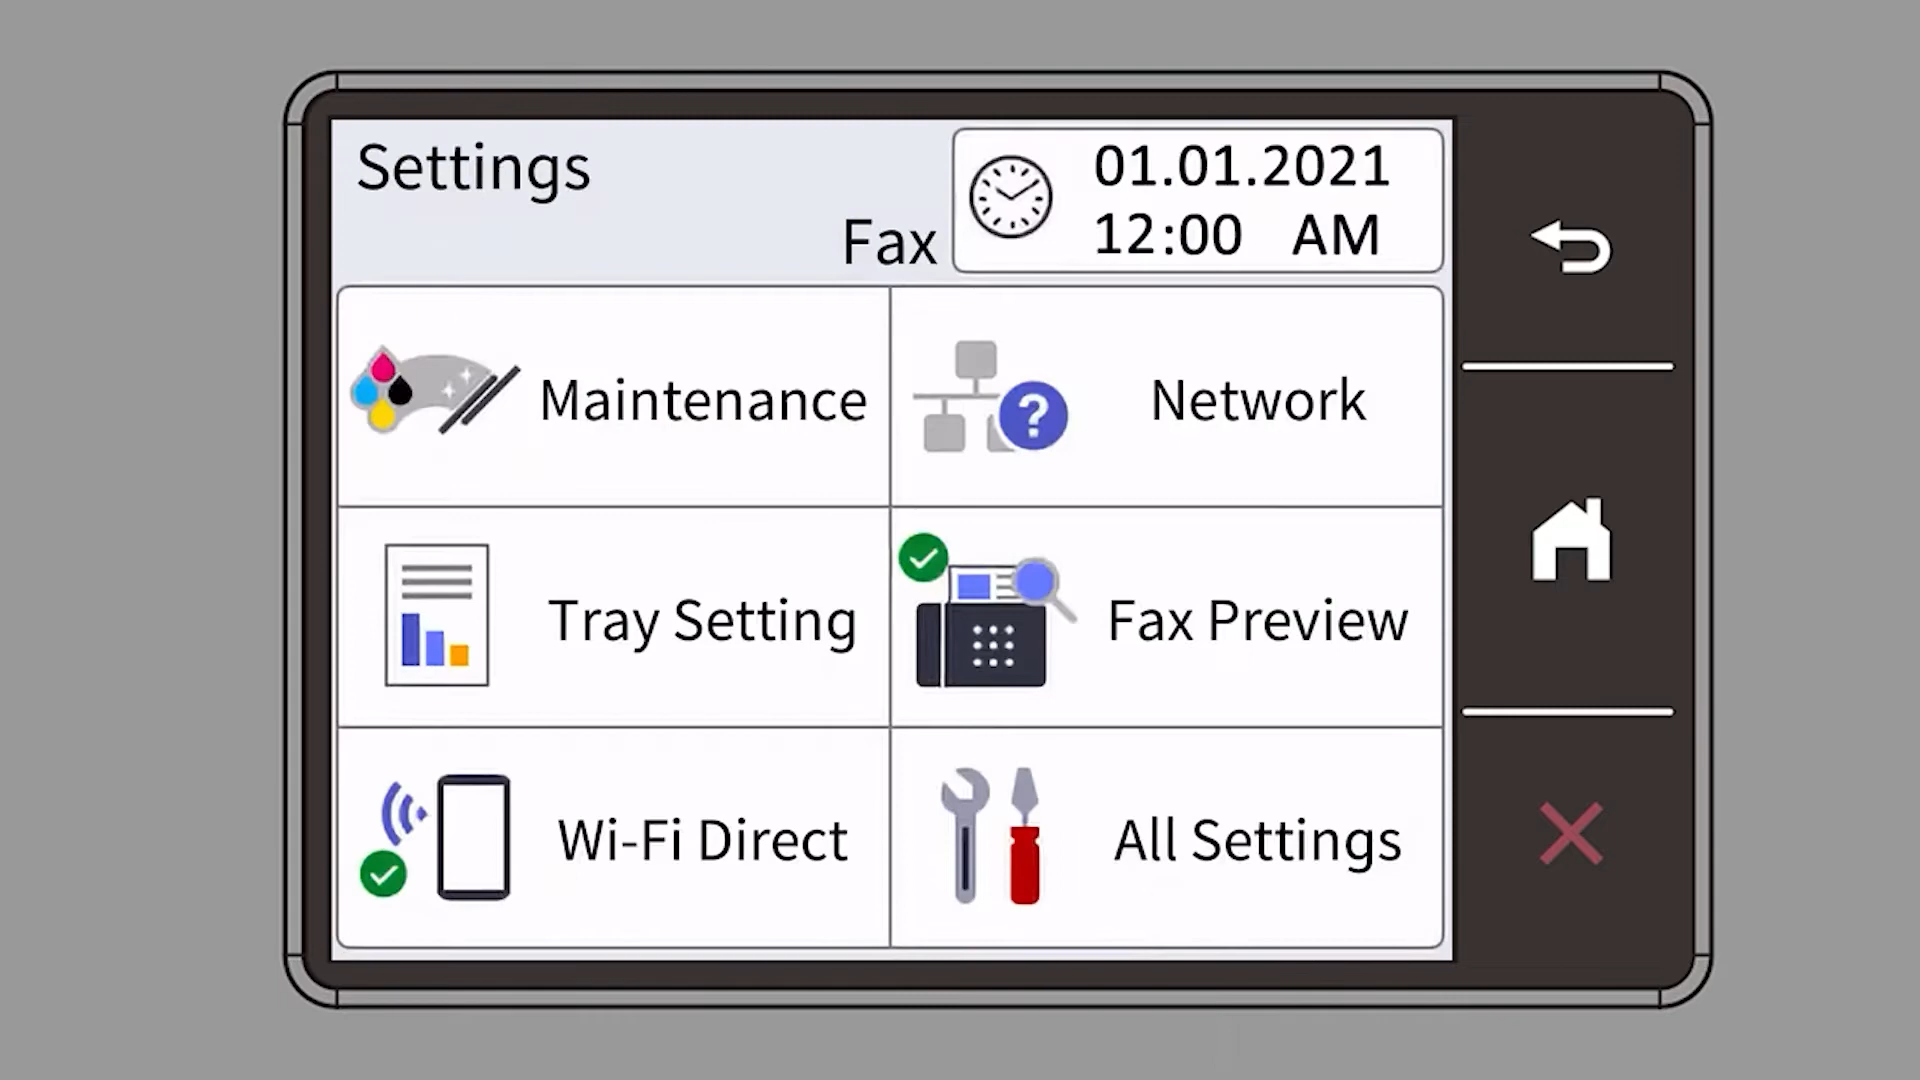 Settings
Fax
01.01.2021
12:00 AM
Maintenance
Network
?
Tray Setting
Fax Preview
Wi-Fi Direct
All Settings